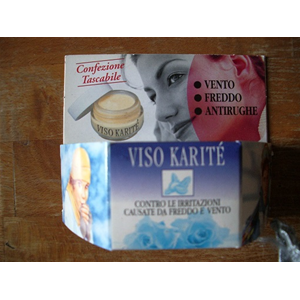 Confezione
Tascabile
VISO KARITÉ
• VENTO
• FREDDO
• ANTIRUGHE
VISO KARITÉ
CONTRO LE IRRITAZIONI
CAUSATE DA FREDDO E VENTO